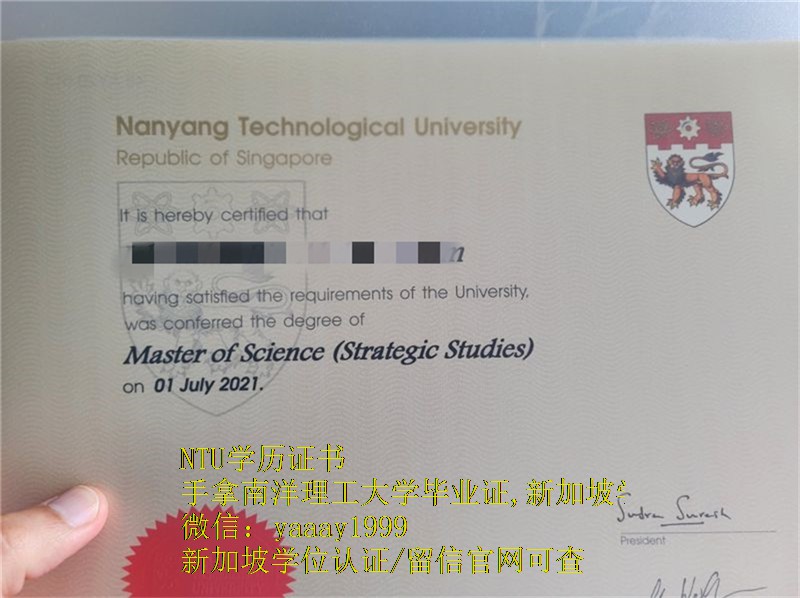 Nanyang Technological University
Republic of Singapore
It is hereby certified that
having satisfied the requirements of the University,
was conferred the degree of
Master of Science (Strategic Studies)
on 01 July 2021.
NTU学历证书
手拿南洋理工大学毕业证,新加坡
微信：yaaay1999
新加坡学位认证/留信官网可查
Subra Suresh
President